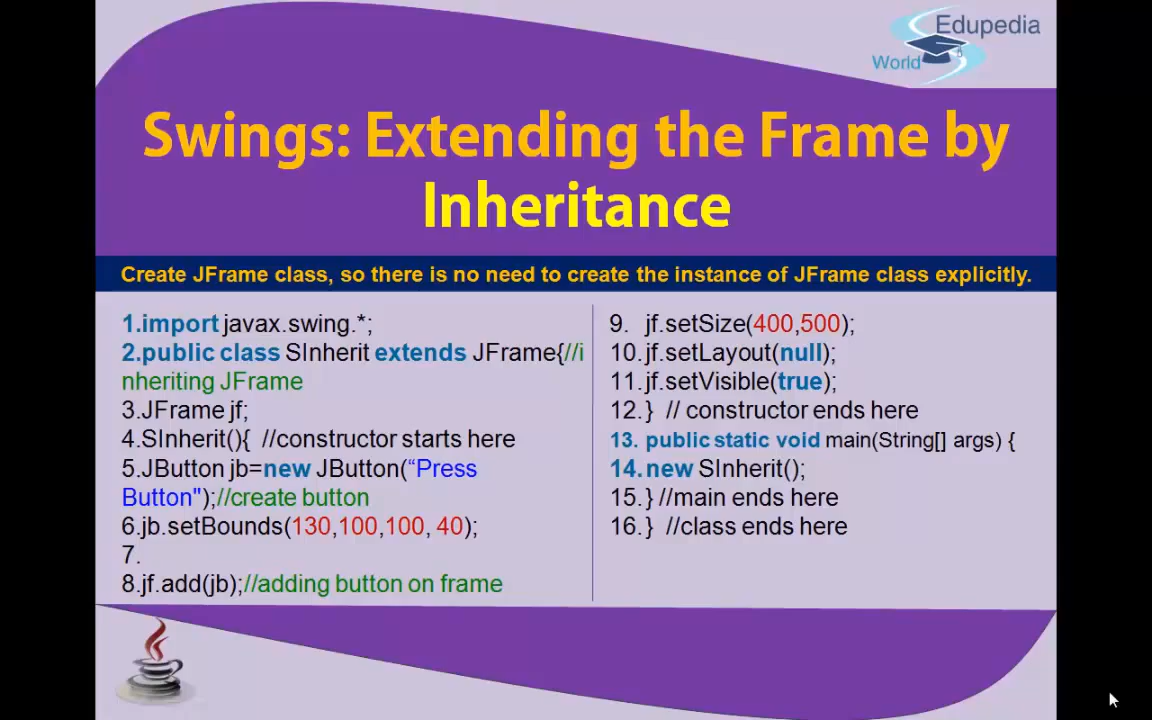 Edupedia
World
Swings: Extending the Frame by
Inheritance
Create JFrame class, so there is no need to create the instance of JFrame class explicitly.
1.import javax.swing.*;
2.public class SInherit extends JFrame{//i
nheriting JFrame
3.JFrame jf;
4.SInherit(){ //constructor starts here
5.JButton jb=new JButton(“Press
Button");//create button
6.jb.setBounds(130,100,100, 40);
7.
8.jf.add(jb);//adding button on frame
9. jf.setSize(400,500);
10. jf.setLayout(null);
11. jf.setVisible(true);
12. } // constructor ends here
13. public static void main(String[] args) {
14. new SInherit();
15. } //main ends here
16. } //class ends here